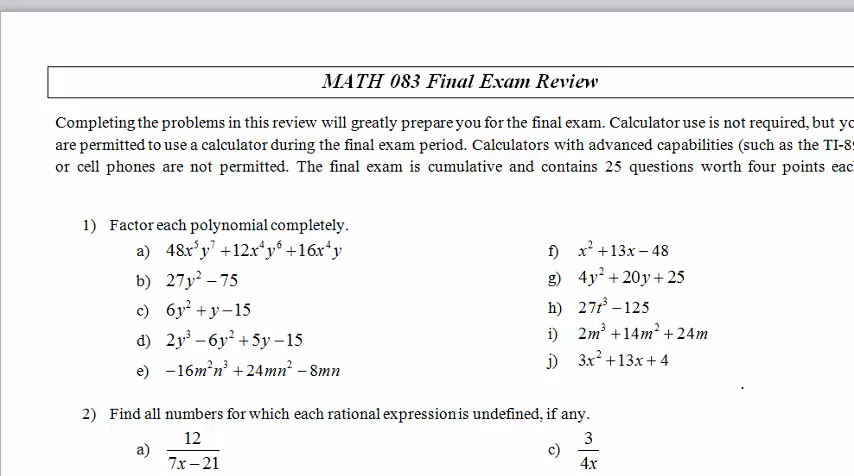 MATH 083 Final Exam Review
Completing the problems in this review will greatly prepare you for the final exam. Calculator use is not required, but
are permitted to use a calculator during the final exam period. Calculators with advanced capabilities (such as the
or cell phones are not permitted. The final exam is cumulative and contains 25 questions worth four points
1) Factor each polynomial completely.
a) 48x⁵y⁷ + 12x⁴y⁶ + 16x⁴y
b) 27y² − 75
c) 6y² + y − 15
d) 2y³ − 6y² + 5y − 15
e) −16m²n³ + 24mn² − 8mn
f) x² + 13x − 48
g) 4y² + 20y + 25
h) 27t³ − 125
i) 2m³ + 14m² + 24m
j) 3x² + 13x + 4
2) Find all numbers for which each rational expression is undefined, if any.
a) 12/(7x − 21)
c) 3/(4x)